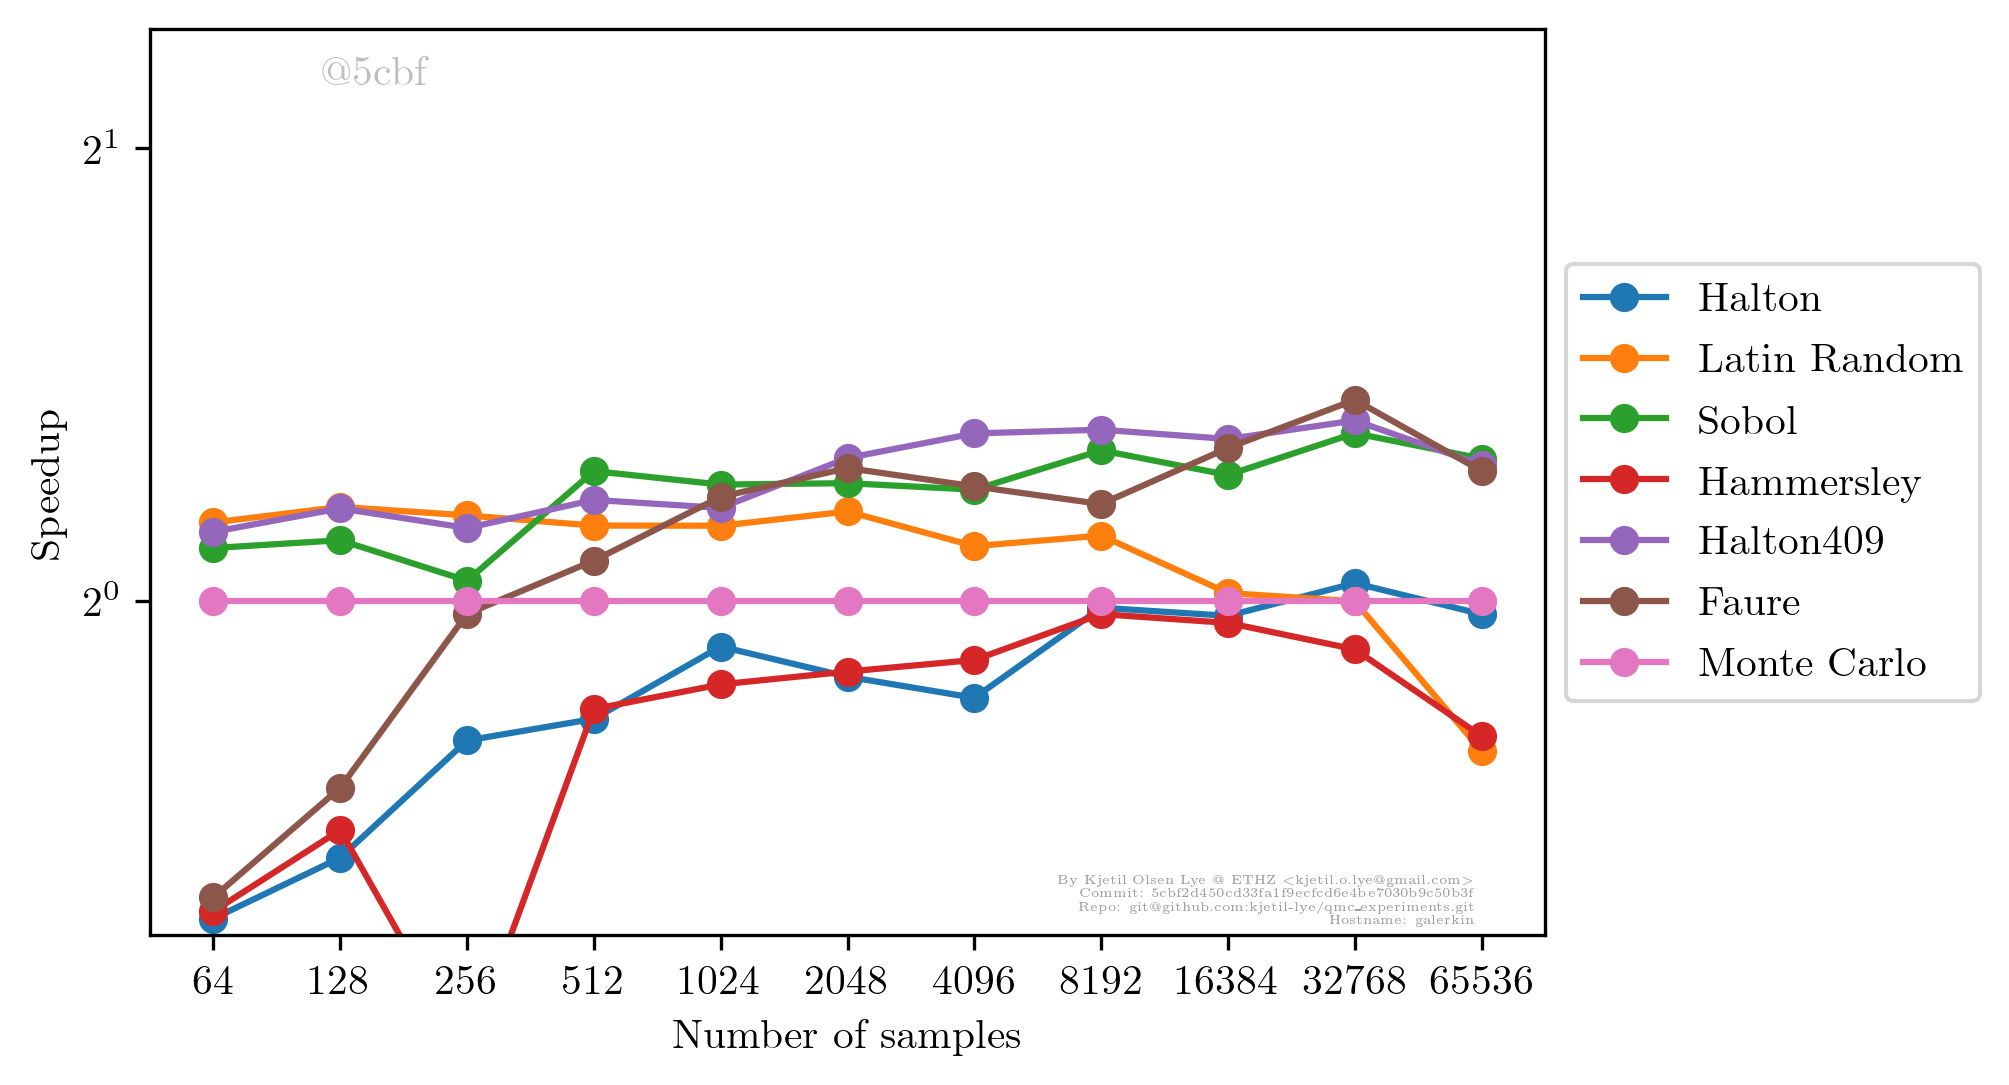 @5cbf
2^1
2^0
Speedup
64 128 256 512 1024 2048 4096 8192 16384 32768 65536
Number of samples
Halton
Latin Random
Sobol
Hammersley
Halton409
Faure
Monte Carlo
By Kjetil Olsen Lye @ ETHZ <kjetil.o.lye@gmail.com>
Commit: 5cbf2d450cd33fa1f9ecfcd6e4be7030b9c50b3f
Repo: git@github.com:kjetil-lye/qmc_experiments.git
Hostname: galerkin